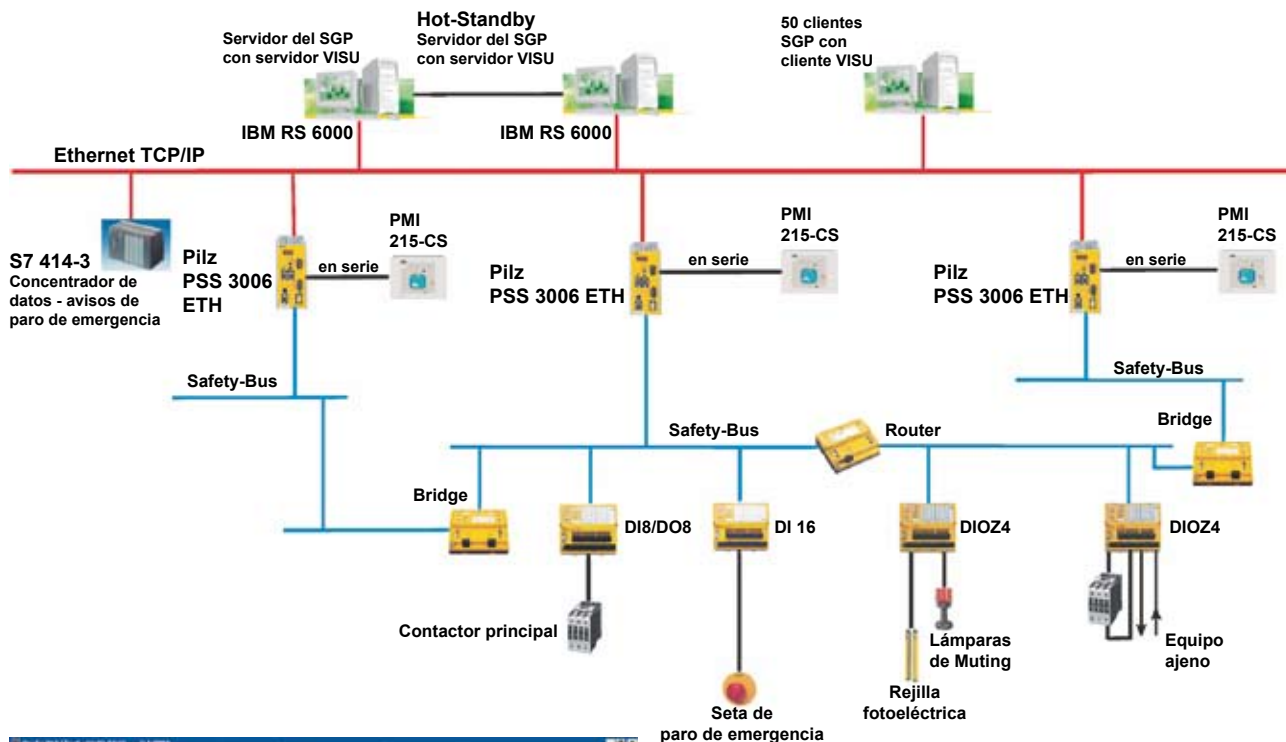 Hot-Standby
Servidor del SGP
con servidor VISU
Servidor del SGP
con servidor VISU
50 clientes
SGP con
cliente VISU
IBM RS 6000
IBM RS 6000
Ethernet TCP/IP
S7 414-3
Concentrador de
datos - avisos de
paro de emergencia
Pilz
PSS 3006
ETH
en serie
PMI
215-CS
Pilz
PSS 3006 ETH
en serie
PMI
215-CS
Pilz
PSS 3006 ETH
en serie
PMI
215-CS
Safety-Bus
Safety-Bus
Router
Safety-Bus
Bridge
Bridge
DI8/DO8
DI 16
DIOZ4
DIOZ4
Contactor principal
Seta de
paro de emergencia
Rejilla
fotoeléctrica
Lámparas
de Muting
Equipo
ajeno